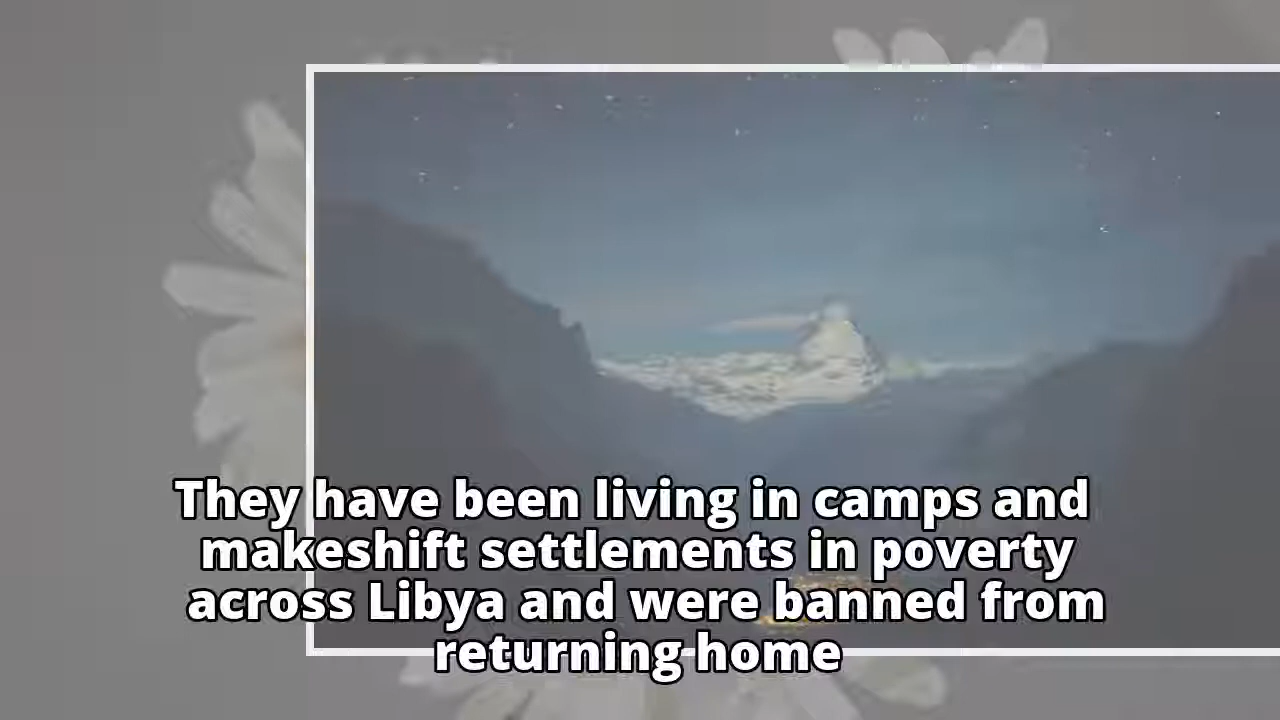 They have been living in camps and
makeshift settlements in poverty
across Libya and were banned from
returning home